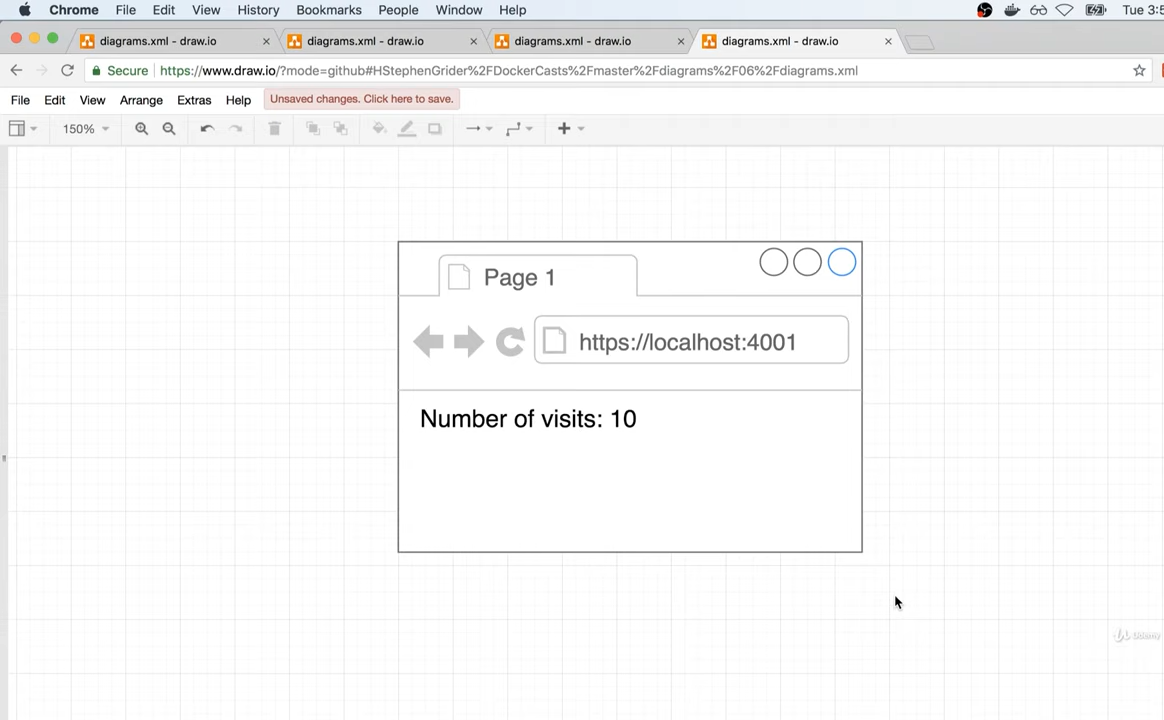 Chrome File Edit View History Bookmarks People Window Help Tue 3:5
diagrams.xml - draw.io diagrams.xml - draw.io diagrams.xml - draw.io diagrams.xml - draw.io
Secure https://www.draw.io/?mode=github#HStephenGrider%2FDockerCasts%2Fmaster%2Fdiagrams%2F06%2Fdiagrams.xml
File Edit View Arrange Extras Help Unsaved changes. Click here to save.
150%
Page 1
https://localhost:4001
Number of visits: 10
Udemy